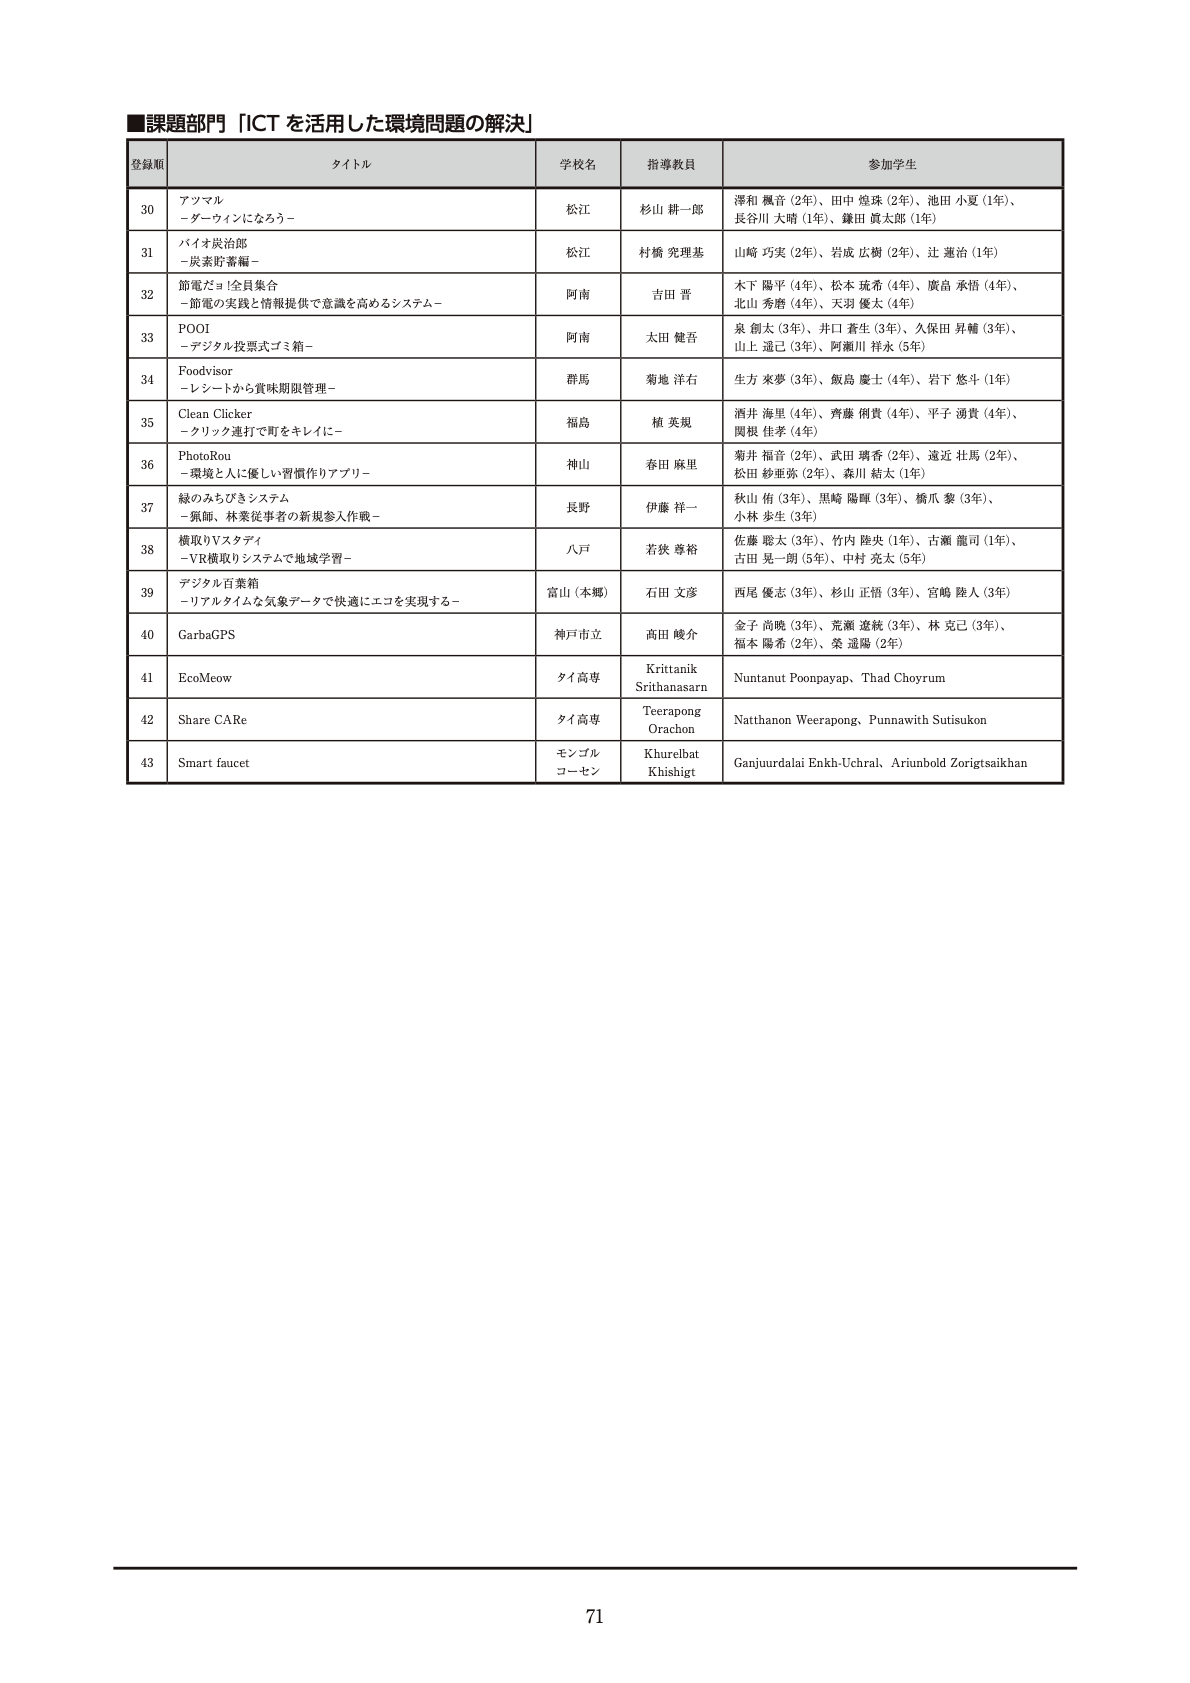 ■課題部門「ICT を活用した環境問題の解決」
登録順 タイトル 学校名 指導教員 参加学生
30 アツマル －ダーウィンになろう－ 松江 杉山 耕一郎 澤和 楓音（2年）、田中 煌珠（2年）、池田 小夏（1年）、
長谷川 大晴（1年）、鎌田 眞太郎（1年）
31 バイオ炭治郎 －炭素貯蓄編－ 松江 村橋 究理基 山﨑 巧実（2年）、岩成 広樹（2年）、辻 蓮治（1年）
32 節電だョ!全員集合 －節電の実践と情報提供で意識を高めるシステム－ 阿南 吉田 晋 木下 陽平（4年）、松本 琉希（4年）、廣畠 承悟（4年）、
北山 秀磨（4年）、天羽 優太（4年）
33 POOI －デジタル投票式ゴミ箱－ 阿南 太田 健吾 泉 創太（3年）、井口 蒼生（3年）、久保田 昇輔（3年）、
山上 遥己（3年）、阿瀬川 祥永（5年）
34 Foodvisor －レシートから賞味期限管理－ 群馬 菊地 洋右 生方 來夢（3年）、飯島 慶士（4年）、岩下 悠斗（1年）
35 Clean Clicker －クリック連打で町をキレイに－ 福島 植 英規 酒井 海里（4年）、齊藤 俐貴（4年）、平子 湧貴（4年）、
関根 佳孝（4年）
36 PhotoRou －環境と人に優しい習慣作りアプリ－ 神山 春田 麻里 菊井 福音（2年）、武田 璃香（2年）、遠近 壮馬（2年）、
松田 紗亜弥（2年）、森川 結太（1年）
37 緑のみちびきシステム －猟師、林業従事者の新規参入作戦－ 長野 伊藤 祥一 秋山 侑（3年）、黒崎 陽暉（3年）、橋爪 黎（3年）、
小林 歩生（3年）
38 横取りVスタディ －VR横取りシステムで地域学習－ 八戸 若狭 尊裕 佐藤 聡太（3年）、竹内 陸央（1年）、古瀬 龍司（1年）、
古田 晃一朗（5年）、中村 亮太（5年）
39 デジタル百葉箱 －リアルタイムな気象データで快適にエコを実現する－ 富山（本郷） 石田 文彦 西尾 優志（3年）、杉山 正悟（3年）、宮嶋 陸人（3年）
40 GarbaGPS 神戸市立 髙田 崚介 金子 尚暁（3年）、荒瀬 遼統（3年）、林 克己（3年）、
福本 陽希（2年）、榮 遥陽（2年）
41 EcoMeow タイ高専 Krittanik Srithanasarn Nuntanut Poonpayap、Thad Choyrum
42 Share CARe タイ高専 Teerapong Orachon Natthanon Weerapong、Punnawith Sutisukon
43 Smart faucet モンゴル コーセン Khurelbat Khishigt Ganjuurdalai Enkh-Uchral、Ariunbold Zorigtsaikhan
71